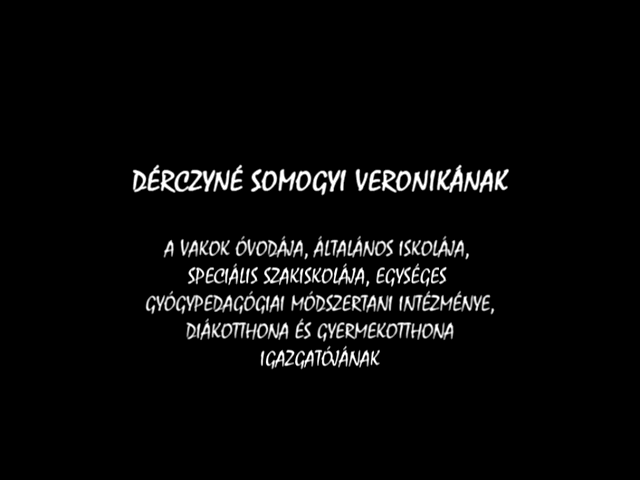 DÉRCZYNÉ SOMOGYI VERONIKÁNAK
A VAKOK ÓVODÁJA, ÁLTALÁNOS ISKOLÁJA,
SPECIÁLIS SZAKISKOLÁJA, EGYSÉGES
GYÓGYPEDAGÓGIAI MÓDSZERTANI INTÉZMÉNYE,
DIÁKOTTHONA ÉS GYERMEKOTTHONA
IGAZGATÓJÁNAK